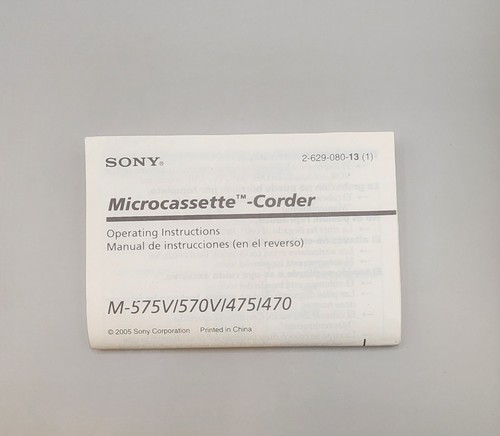 SONY®
2-629-080-13 (1)
Microcassette™-Corder
Operating Instructions
Manual de instrucciones (en el reverso)
M-575V/570V/475/470
© 2005 Sony Corporation Printed in China